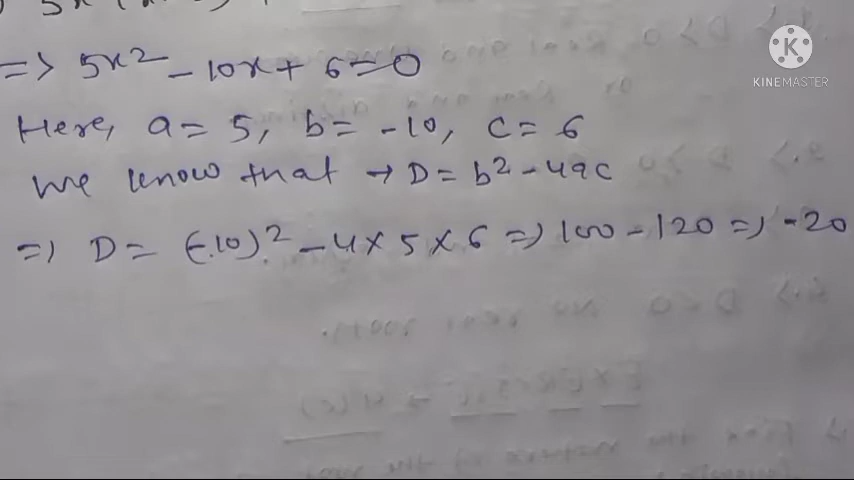 => 5x² - 10x + 6 = 0
Here, a = 5, b = -10, c = 6
We know that → D = b² - 4ac
=> D = (-10)² - 4 × 5 × 6 => 100 - 120 => -20
K
KINEMASTER